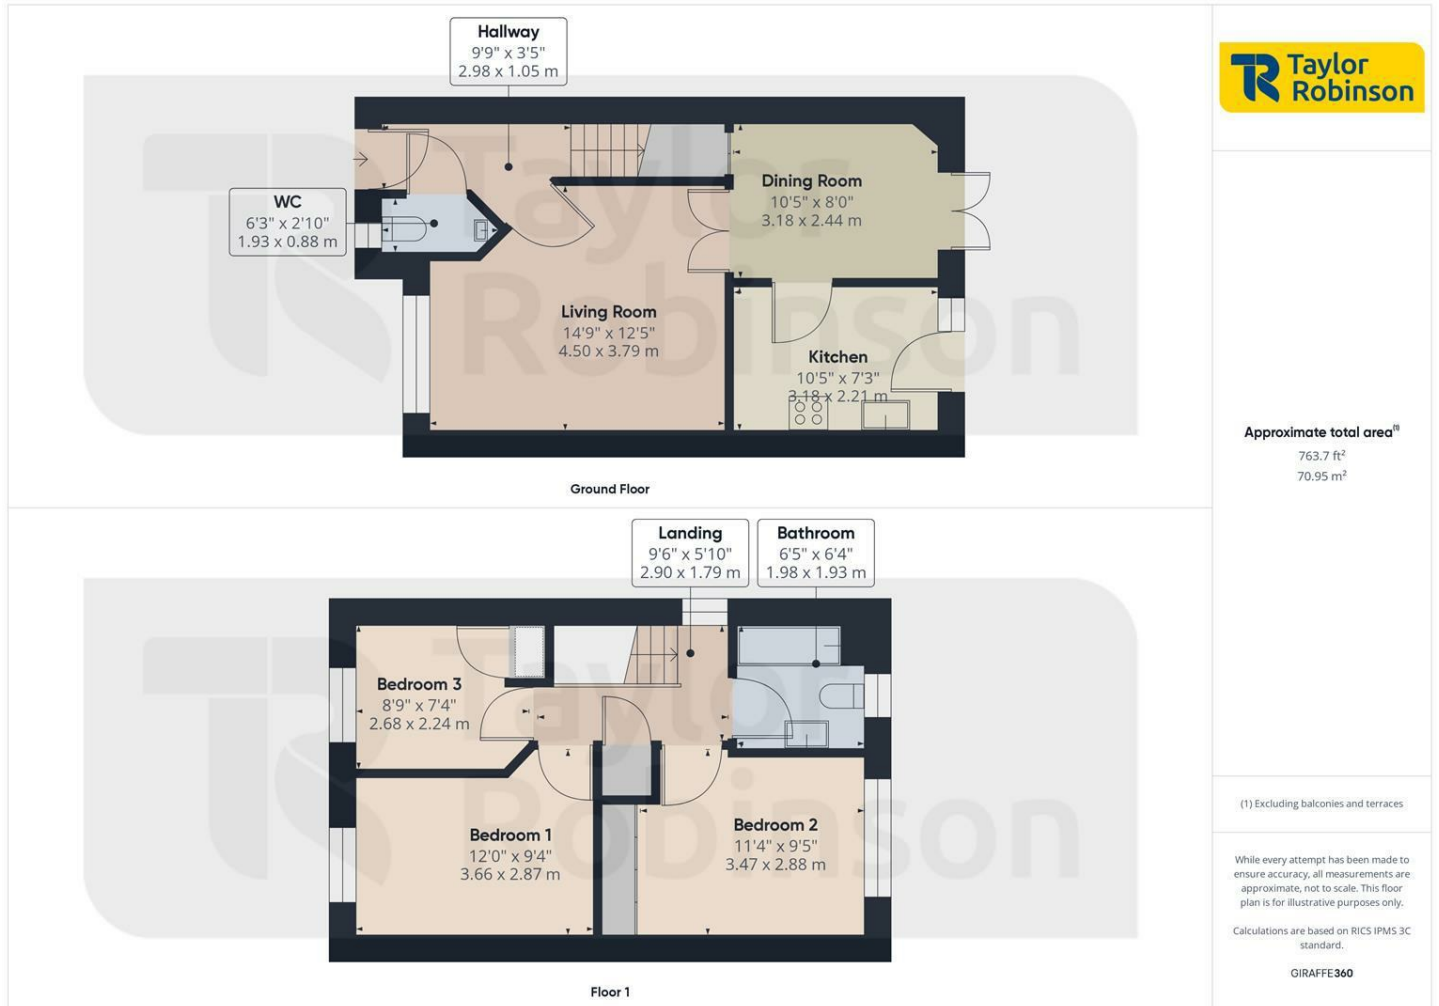 Hallway
9'9" x 3'5"
2.98 x 1.05 m
WC
6'3" x 2'10"
1.93 x 0.88 m
Dining Room
10'5" x 8'0"
3.18 x 2.44 m
Living Room
14'9" x 12'5"
4.50 x 3.79 m
Kitchen
10'5" x 7'3"
3.18 x 2.21 m
Taylor
Robinson
Ground Floor
Landing
9'6" x 5'10"
2.90 x 1.79 m
Bathroom
6'5" x 6'4"
1.98 x 1.93 m
Bedroom 3
8'9" x 7'4"
2.68 x 2.24 m
Bedroom 1
12'0" x 9'4"
3.66 x 2.87 m
Bedroom 2
11'4" x 9'5"
3.47 x 2.88 m
Taylor
Robinson
Floor 1
Taylor
Robinson
Approximate total area(1)
763.7 ft²
70.95 m²
(1) Excluding balconies and terraces
While every attempt has been made to
ensure accuracy, all measurements are
approximate, not to scale. This floor
plan is for illustrative purposes only.
Calculations are based on RICS IPMS 3C
standard.
GIRAFFE360